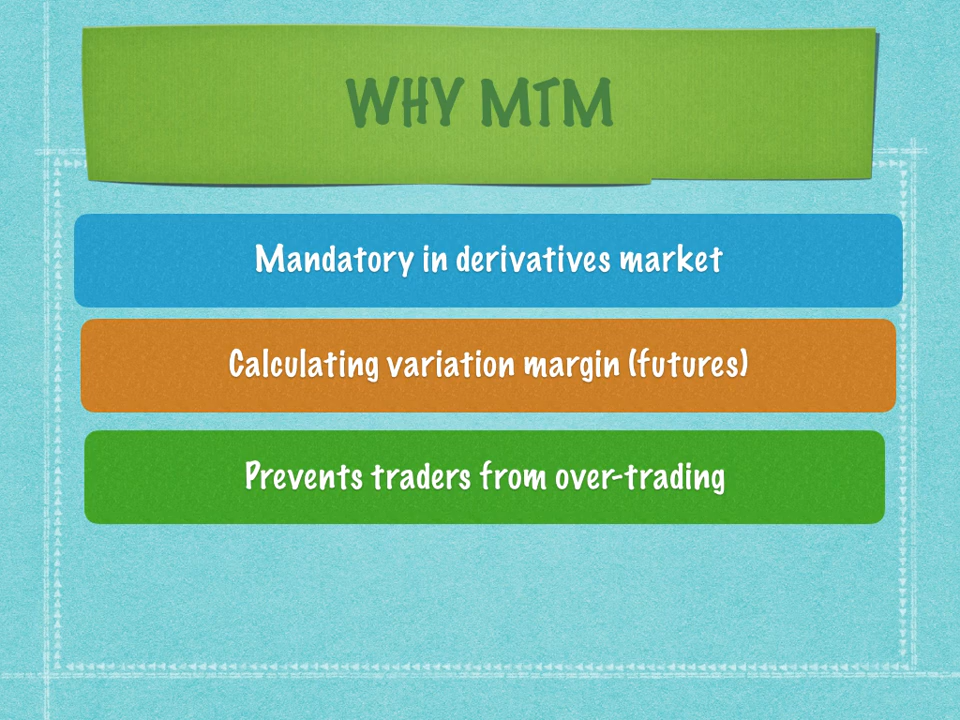 WHY MTM
Mandatory in derivatives market
Calculating variation margin (futures)
Prevents traders from over-trading